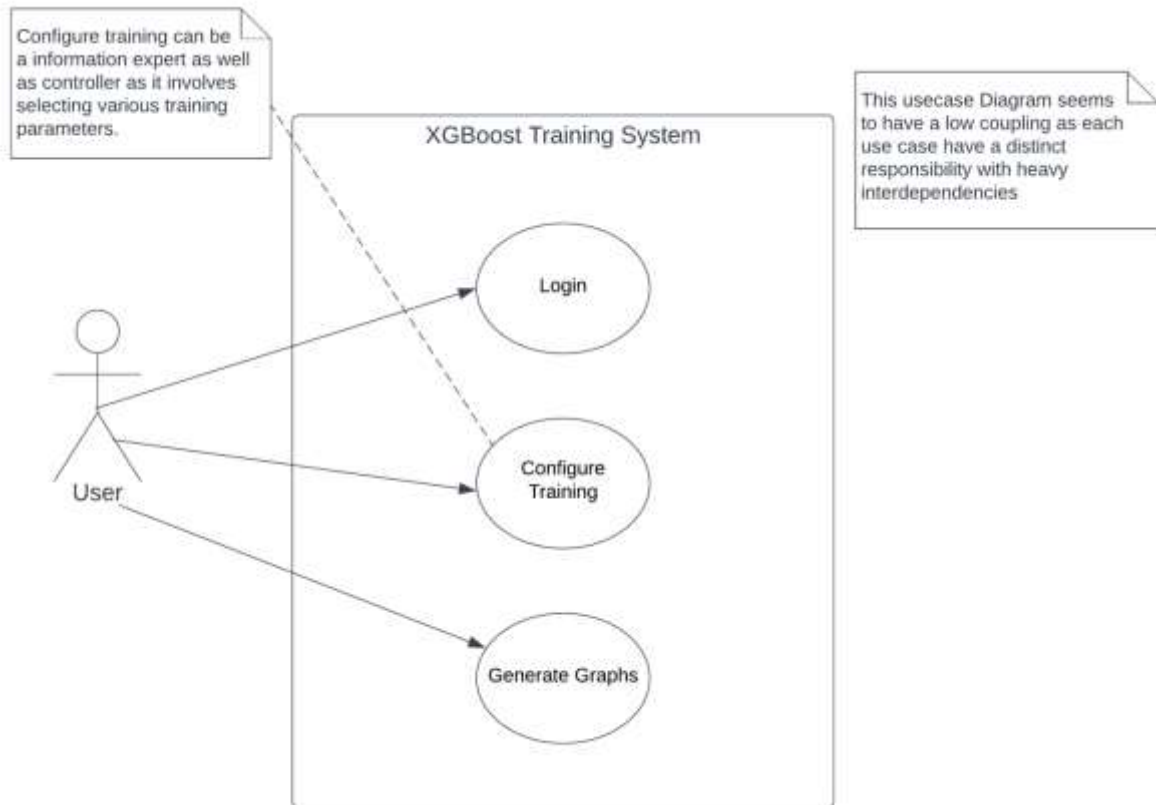 Configure training can be
a information expert as well
as controller as it involves
selecting various training
parameters.
This usecase Diagram seems
to have a low coupling as each
use case have a distinct
responsibility with heavy
interdependencies
XGBoost Training System
Login
Configure
Training
User
Generate Graphs